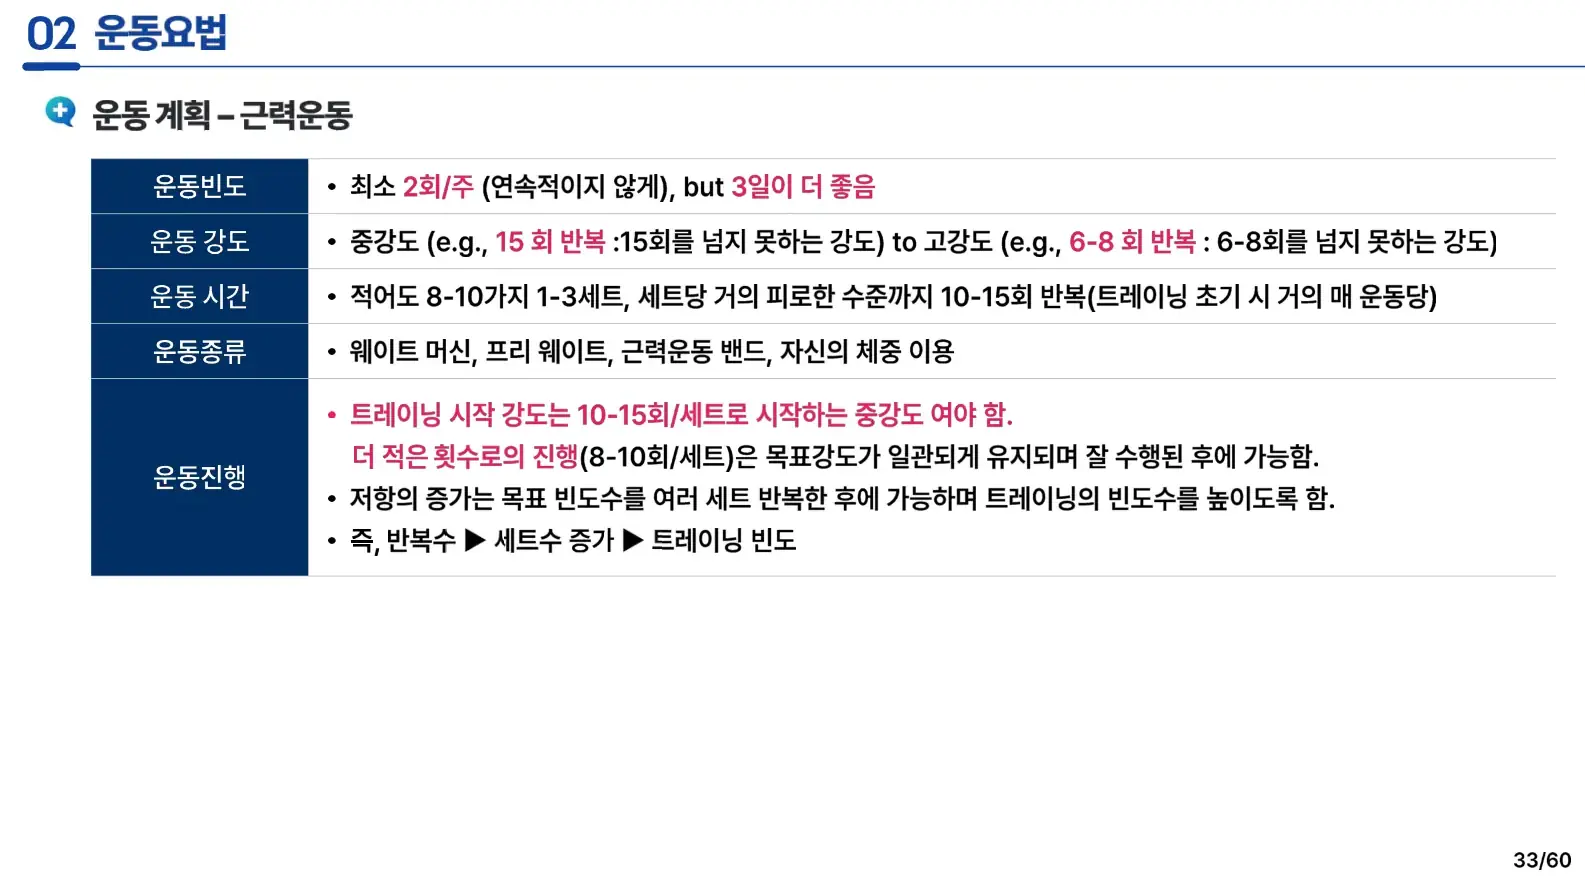 02 운동요법
운동 계획 – 근력운동
운동빈도
• 최소 2회/주 (연속적이지 않게), but 3일이 더 좋음
운동 강도
• 중강도 (e.g., 15 회 반복 :15회를 넘지 못하는 강도) to 고강도 (e.g., 6-8 회 반복 : 6-8회를 넘지 못하는 강도)
운동 시간
• 적어도 8-10가지 1-3세트, 세트당 거의 피로한 수준까지 10-15회 반복(트레이닝 초기 시 거의 매 운동당)
운동종류
• 웨이트 머신, 프리 웨이트, 근력운동 밴드, 자신의 체중 이용
운동진행
• 트레이닝 시작 강도는 10-15회/세트로 시작하는 중강도 여야 함.
더 적은 횟수로의 진행(8-10회/세트)은 목표강도가 일관되게 유지되며 잘 수행된 후에 가능함.
• 저항의 증가는 목표 빈도수를 여러 세트 반복한 후에 가능하며 트레이닝의 빈도수를 높이도록 함.
• 즉, 반복수 ▶ 세트수 증가 ▶ 트레이닝 빈도
33/60